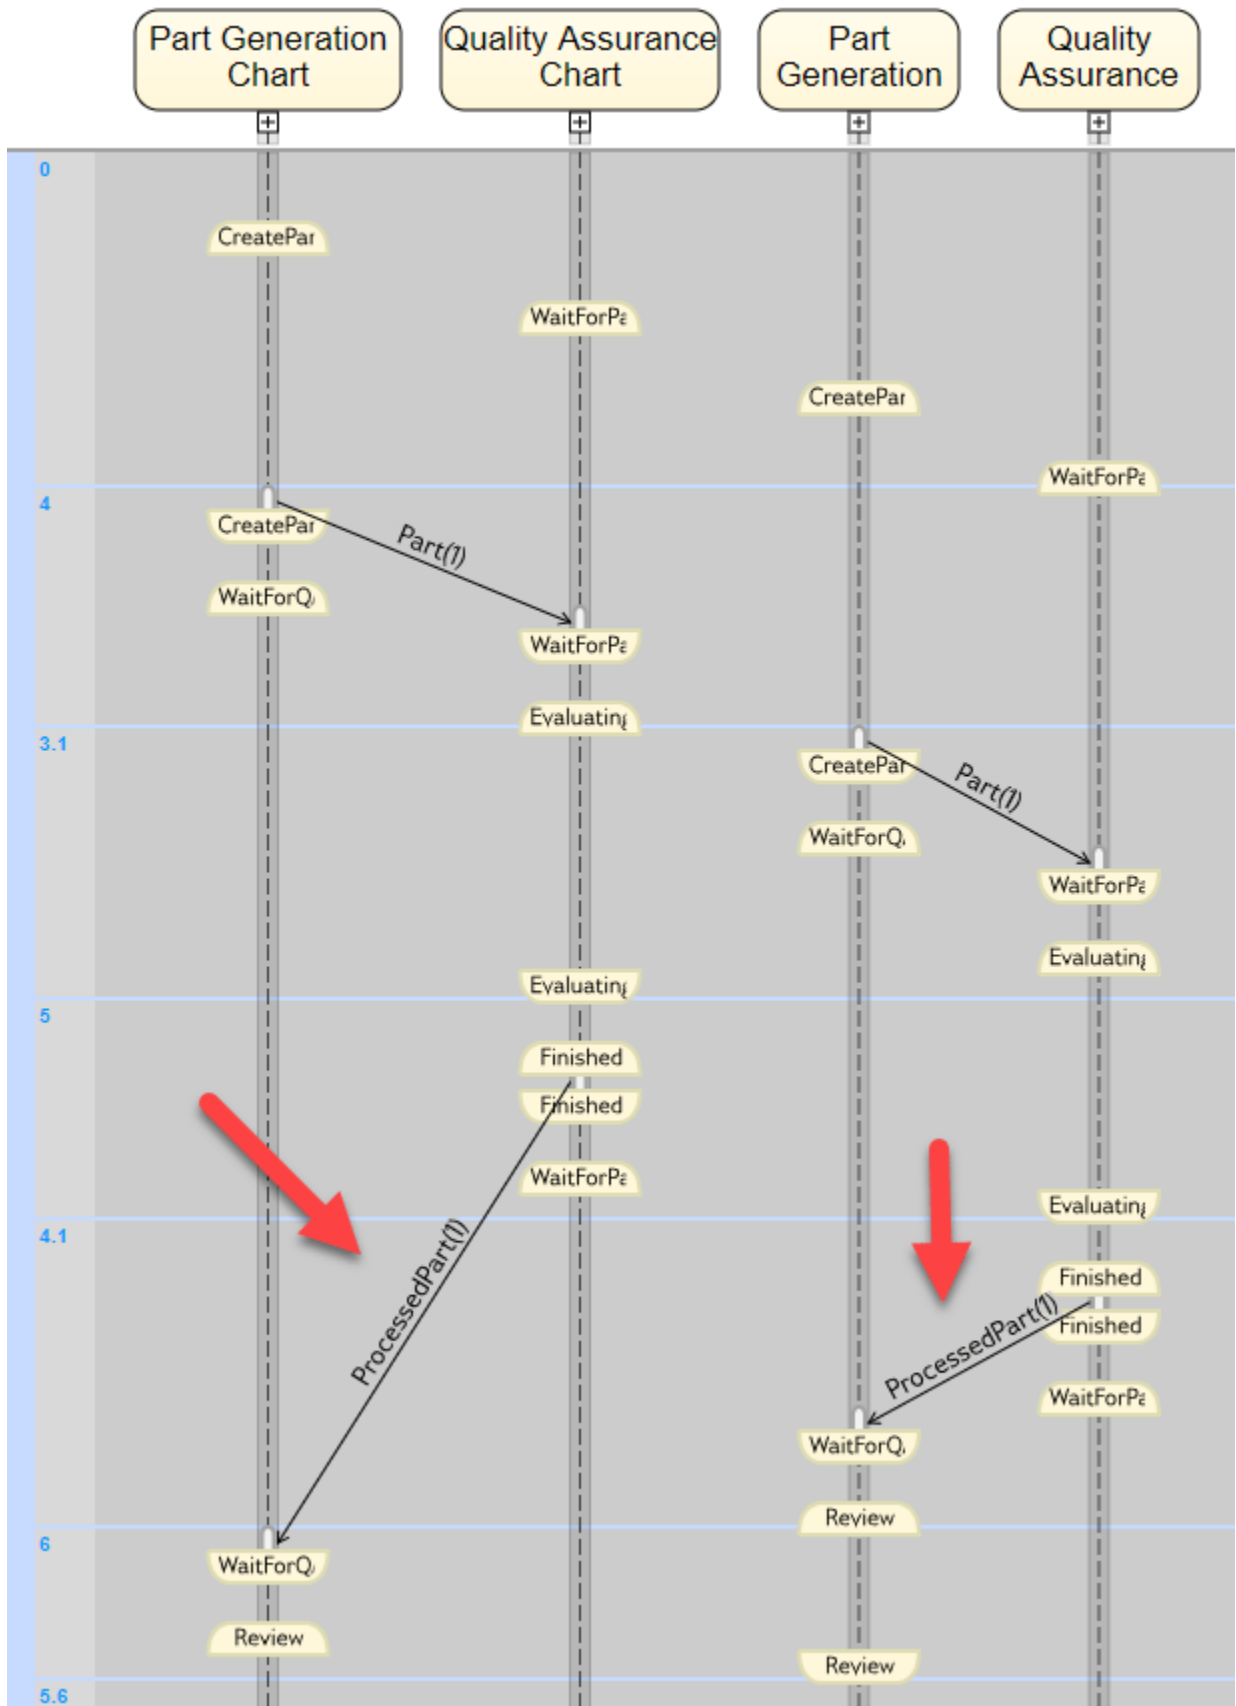 Part Generation
Chart
Quality Assurance
Chart
Part
Generation
Quality
Assurance
0
CreatePar
WaitForPa
CreatePar
WaitForPa
4
CreatePar
Part(1)
WaitForQ
WaitForPa
Evaluating
3.1
CreatePar
Part(1)
WaitForQ
WaitForPa
Evaluating
Evaluating
5
Finished
Finished
WaitForPa
Evaluating
4.1
ProcessedPart(1)
Finished
ProcessedPart(1)
Finished
WaitForPa
WaitForQ
Review
6
WaitForQ
Review
Review
5.6